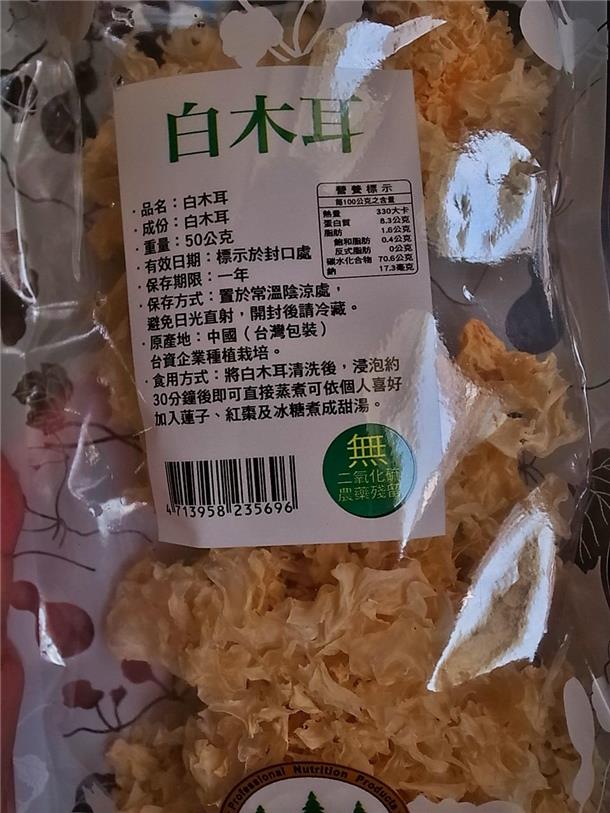 白木耳
·品名：白木耳
·成份：白木耳
·重量：50公克
·有效日期：標示於封口處
·保存期限：一年
·保存方式：置於常溫陰涼處，
避免日光直射，開封後請冷藏。
·原產地：中國（台灣包裝）
台資企業種植栽培。
·食用方式：將白木耳清洗後，浸泡約
30分鐘後即可直接蒸煮可依個人喜好
加入蓮子、紅棗及冰糖煮成甜湯。
營養標示
每100公克之含量
熱量 330大卡
蛋白質 8.3公克
脂肪 1.6公克
飽和脂肪 0.4公克
反式脂肪 0公克
碳水化合物 70.6公克
鈉 17.3毫克
4 713958 235696
無
二氧化硫
農藥殘留
Professional Nutrition Products